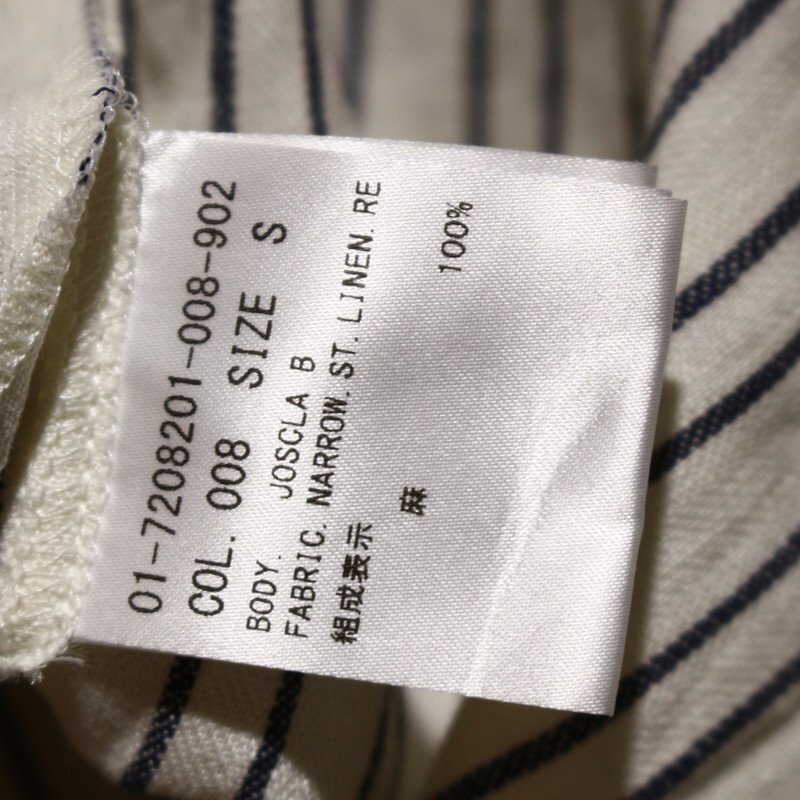 01-7208201-008-902
COL. 008 SIZE S
BODY. JOSCLA B
FABRIC. NARROW. ST. LINEN. RE
組成表示
麻 100%